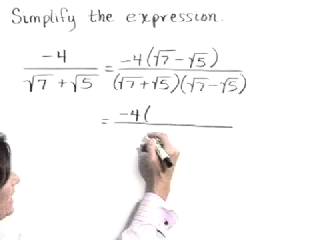 Simplify the expression.
-4 / (√7 + √5) = -4(√7 - √5) / (√7 + √5)(√7 - √5)
= -4(